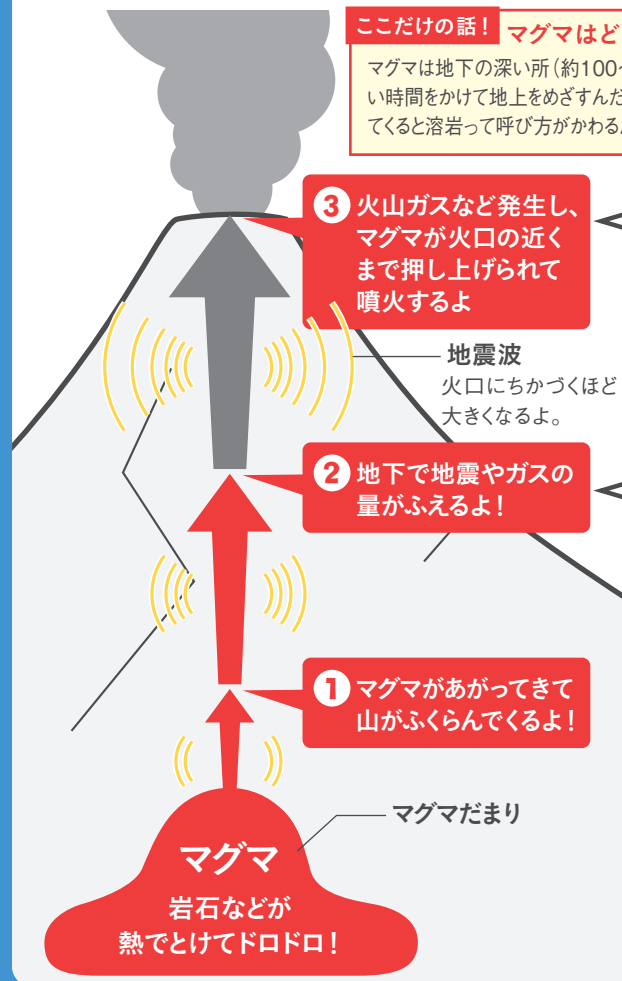 ここだけの話！ マグマはど
マグマは地下の深い所（約100
い時間をかけて地上をめざすんだ
てくると溶岩って呼び方がかわる
3 火山ガスなど発生し、
マグマが火口の近く
まで押し上げられて
噴火するよ
地震波
火口にちかづくほど
大きくなるよ。
2 地下で地震やガスの
量がふえるよ！
1 マグマがあがってきて
山がふくらんでくるよ！
マグマだまり
マグマ
岩石などが
熱でとけてドロドロ！